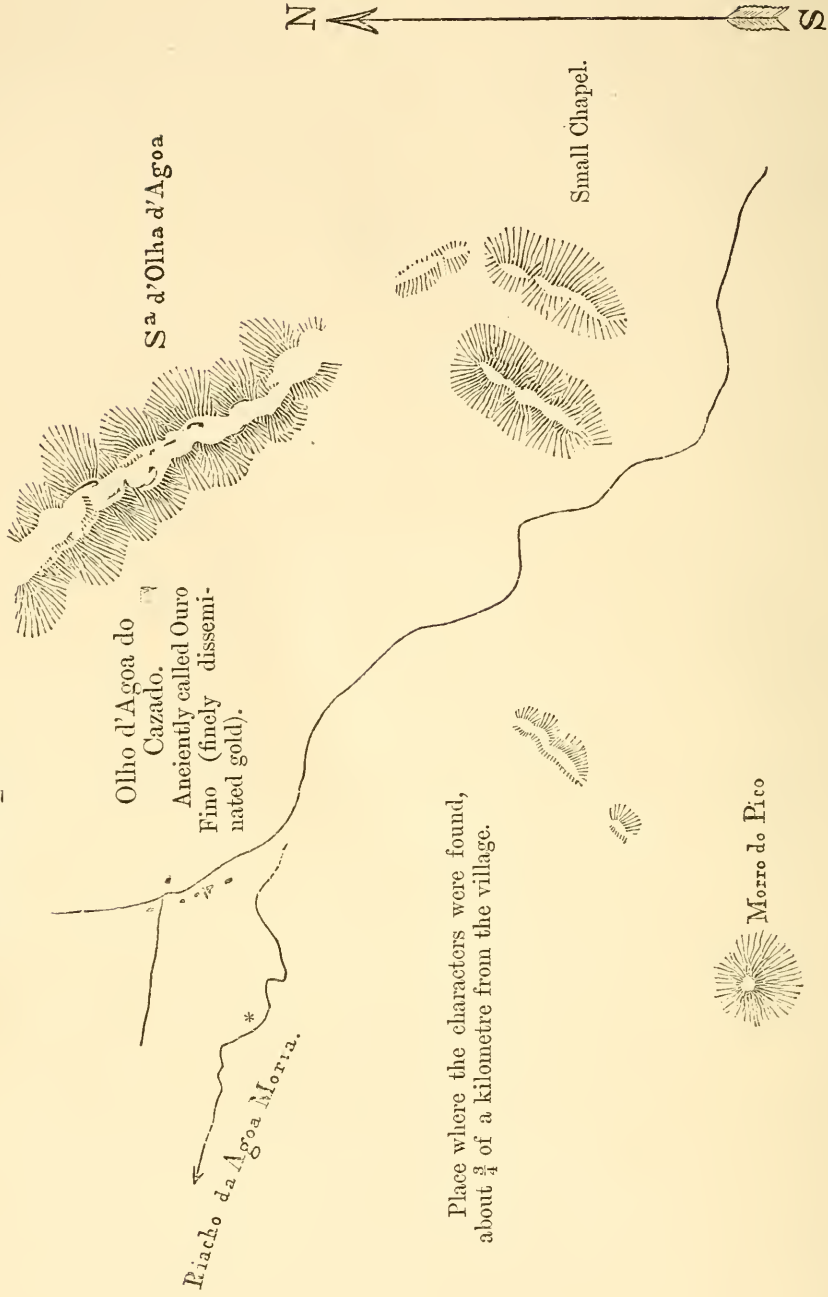 N
S
Sª d'Olha d'Agoa
Small Chapel.
Olho d'Agoa do
Cazado.
Anciently called Ouro
Fino (finely dissemi-
nated gold).
*
Riacho da Agoa Morta.
Place where the characters were found,
about ¾ of a kilometre from the village.
Morro do Pico